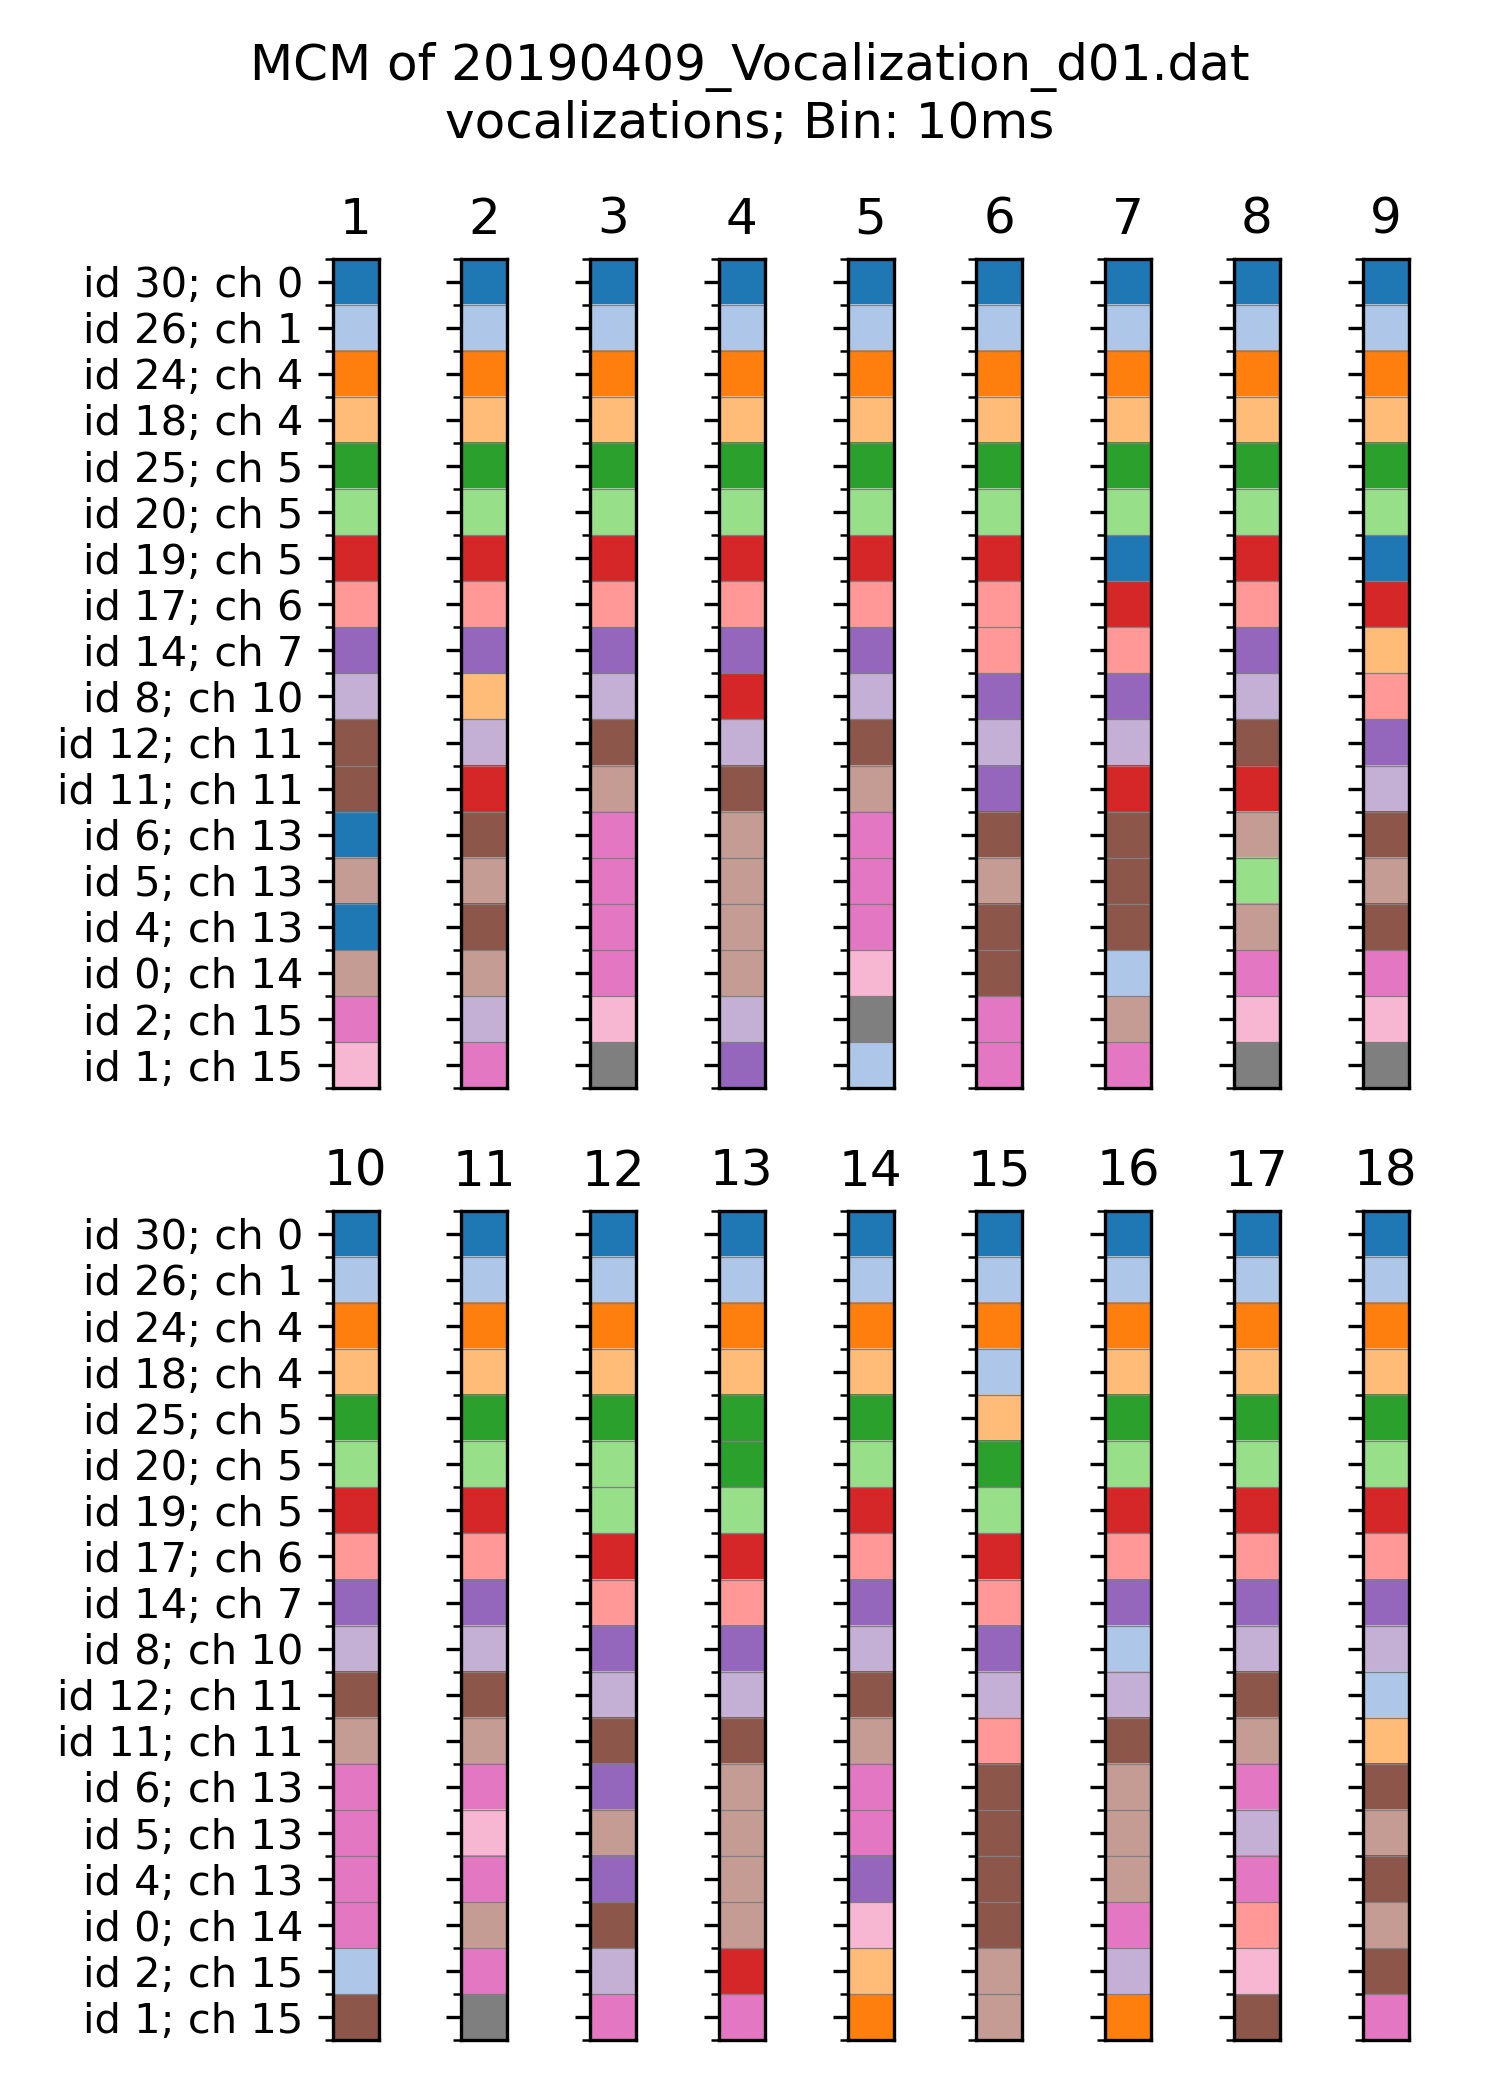 MCM of 20190409_Vocalization_d01.dat
vocalizations; Bin: 10ms
1 2 3 4 5 6 7 8 9
id 30; ch 0
id 26; ch 1
id 24; ch 4
id 18; ch 4
id 25; ch 5
id 20; ch 5
id 19; ch 5
id 17; ch 6
id 14; ch 7
id 8; ch 10
id 12; ch 11
id 11; ch 11
id 6; ch 13
id 5; ch 13
id 4; ch 13
id 0; ch 14
id 2; ch 15
id 1; ch 15
10 11 12 13 14 15 16 17 18
id 30; ch 0
id 26; ch 1
id 24; ch 4
id 18; ch 4
id 25; ch 5
id 20; ch 5
id 19; ch 5
id 17; ch 6
id 14; ch 7
id 8; ch 10
id 12; ch 11
id 11; ch 11
id 6; ch 13
id 5; ch 13
id 4; ch 13
id 0; ch 14
id 2; ch 15
id 1; ch 15